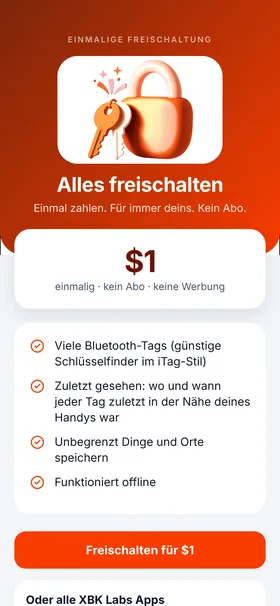 EINMALIGE FREISCHALTUNG
Alles freischalten
Einmal zahlen. Für immer deins. Kein Abo.
$1
einmalig · kein Abo · keine Werbung
Viele Bluetooth-Tags (günstige
Schlüsselfinder im iTag-Stil)
Zuletzt gesehen: wo und wann
jeder Tag zuletzt in der Nähe deines
Handys war
Unbegrenzt Dinge und Orte
speichern
Funktioniert offline
Freischalten für $1
Oder alle XBK Labs Apps